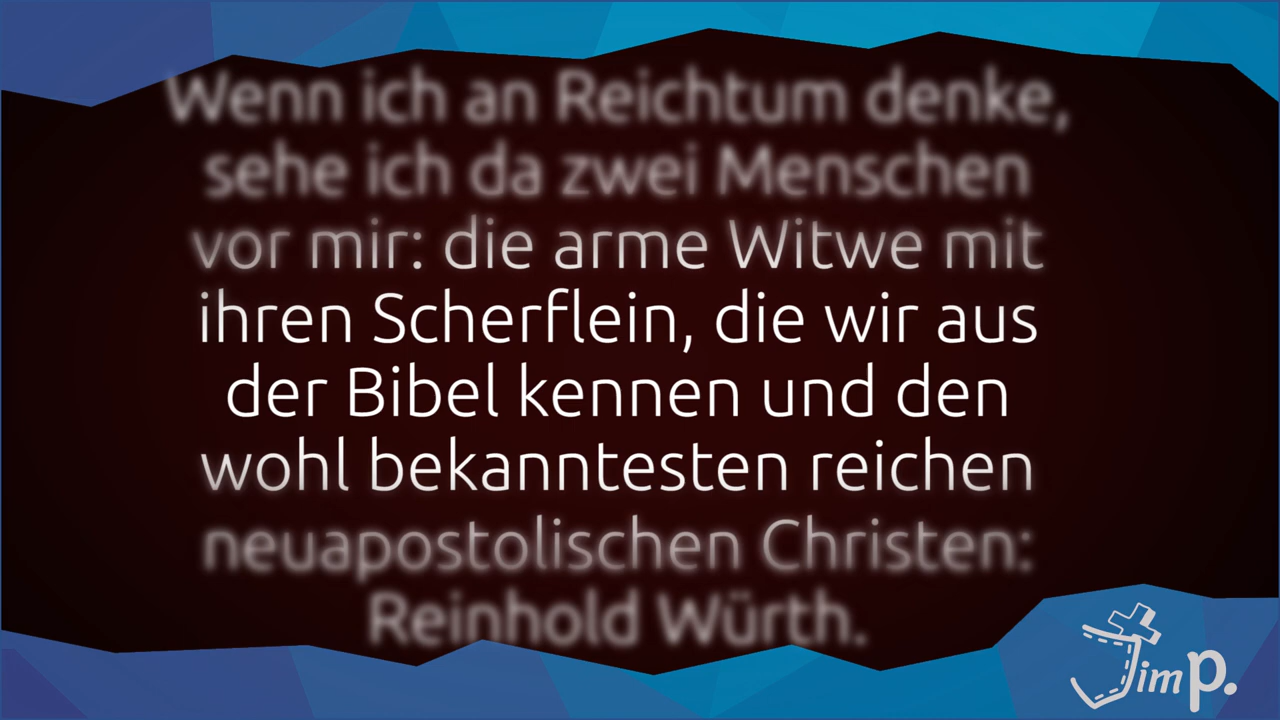 Wenn ich an Reichtum denke,
sehe ich da zwei Menschen
vor mir: die arme Witwe mit
ihren Scherflein, die wir aus
der Bibel kennen und den
wohl bekanntesten reichen
neuapostolischen Christen:
Reinhold Würth.
Jim P.